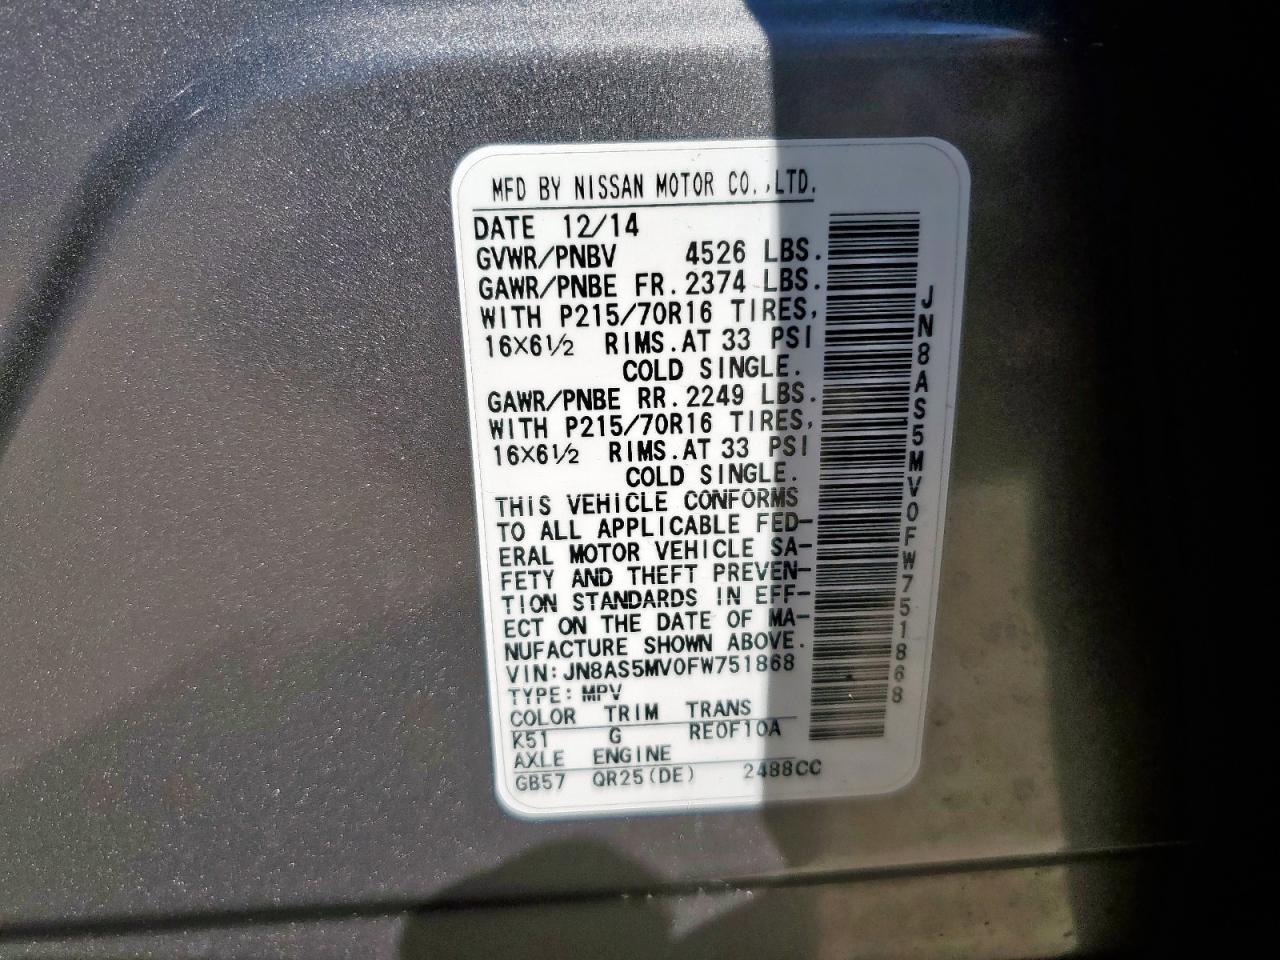 MFD BY NISSAN MOTOR CO.,LTD.
DATE 12/14
GVWR/PNBV 4526 LBS.
GAWR/PNBE FR. 2374 LBS.
WITH P215/70R16 TIRES,
16X6½ RIMS. AT 33 PSI
COLD SINGLE.
GAWR/PNBE RR. 2249 LBS.
WITH P215/70R16 TIRES,
16X6½ RIMS. AT 33 PSI
COLD SINGLE.
THIS VEHICLE CONFORMS
TO ALL APPLICABLE FED-
ERAL MOTOR VEHICLE SA-
FETY AND THEFT PREVEN-
TION STANDARDS IN EFF-
ECT ON THE DATE OF MA-
NUFACTURE SHOWN ABOVE.
VIN: JN8AS5MV0FW751868
TYPE: MPV
COLOR TRIM TRANS
K51 G RE0F10A
AXLE ENGINE
GB57 QR25(DE) 2488CC
JN8AS5MV0FW751868